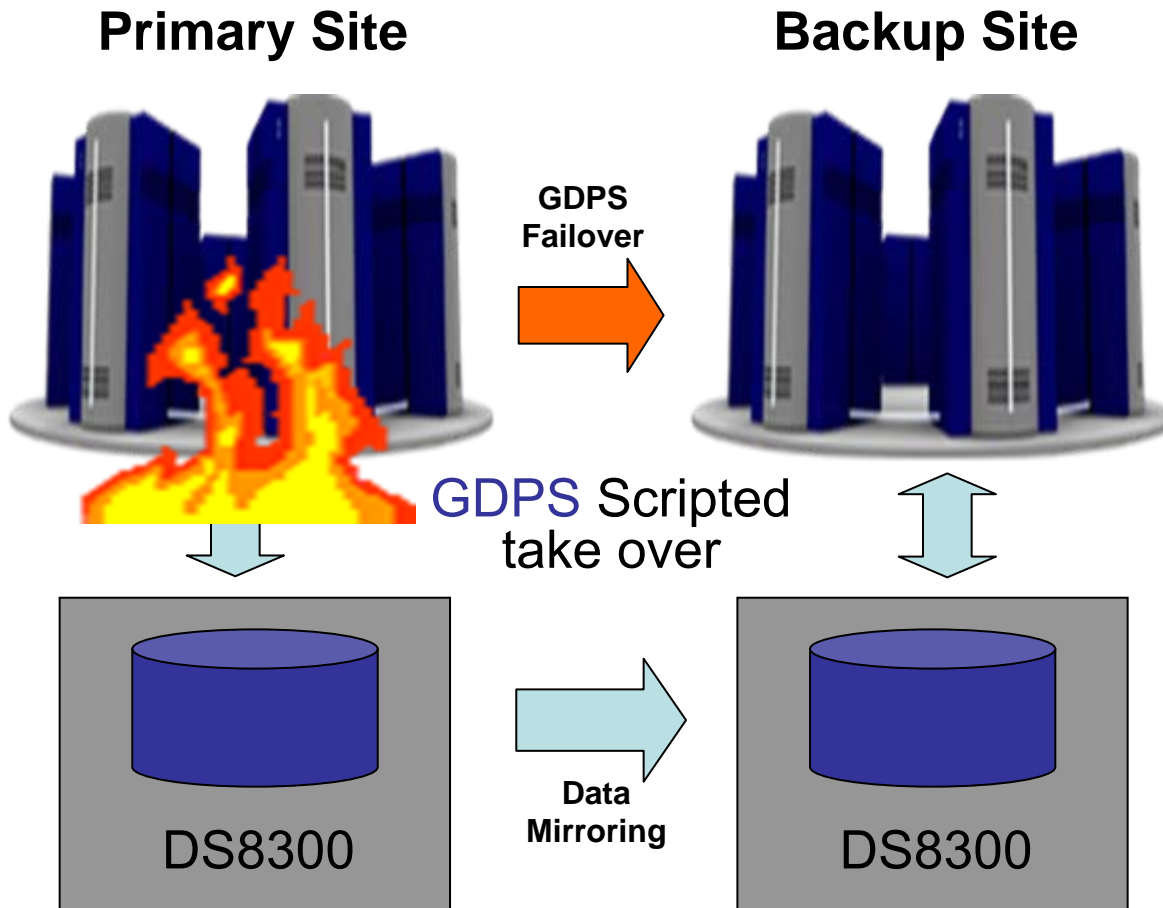 Primary Site
Backup Site
GDPS
Failover
GDPS Scripted
take over
Data
Mirroring
DS8300
DS8300